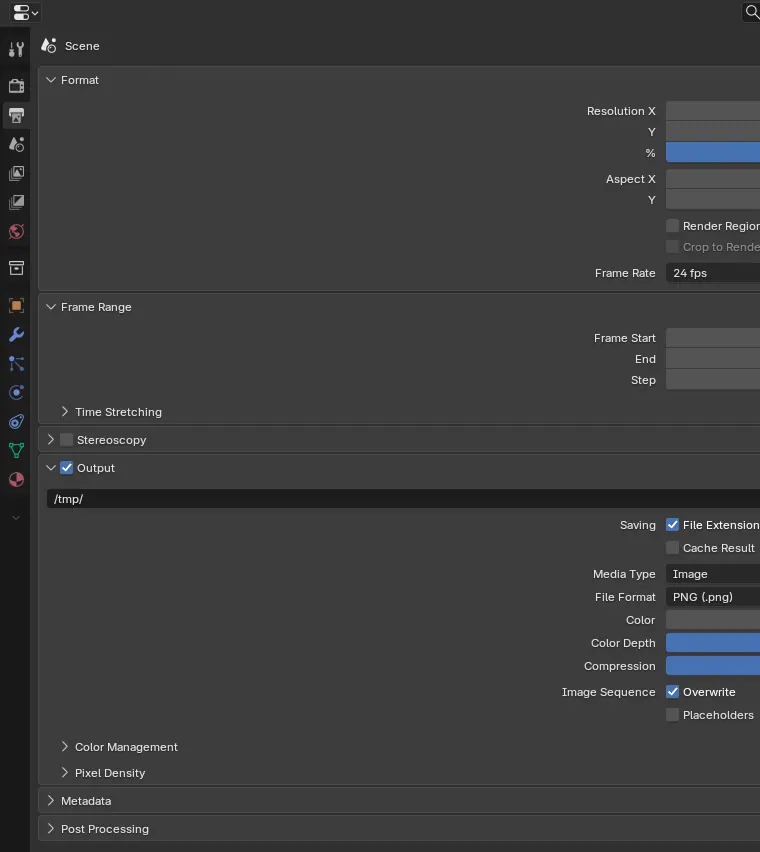 Scene
Format
Resolution X
Y
%
Aspect X
Y
Render Region
Crop to Rende
Frame Rate 24 fps
Frame Range
Frame Start
End
Step
Time Stretching
Stereoscopy
Output
/tmp/
Saving File Extension
Cache Result
Media Type Image
File Format PNG (.png)
Color
Color Depth
Compression
Image Sequence Overwrite
Placeholders
Color Management
Pixel Density
Metadata
Post Processing